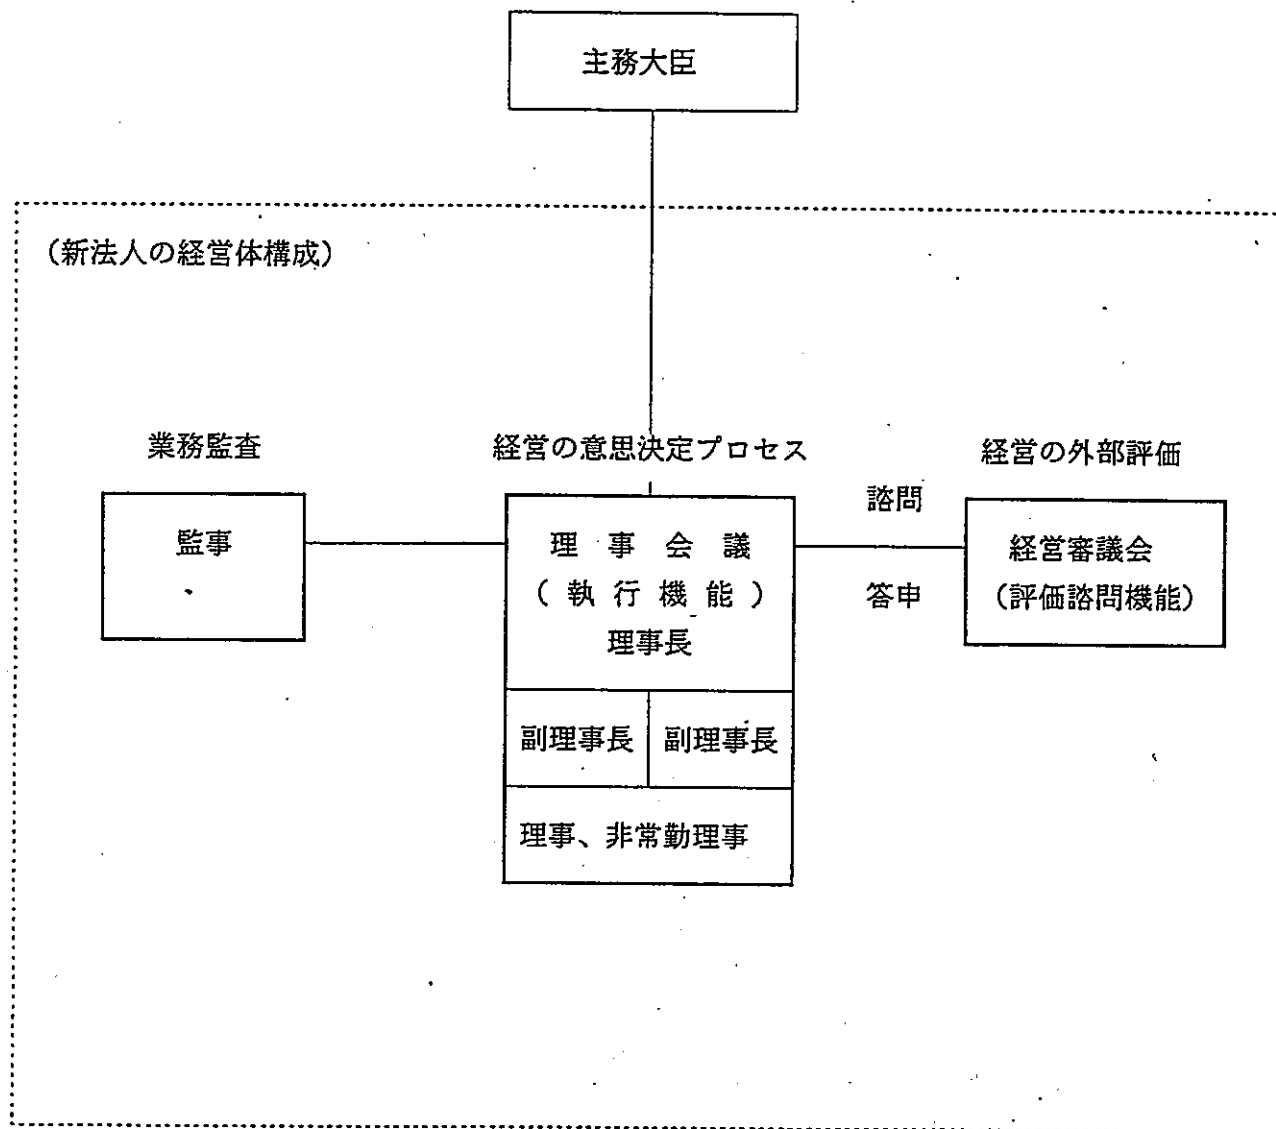 主務大臣
（新法人の経営体構成）
業務監査
経営の意思決定プロセス
経営の外部評価
監事
理事会議
（執行機能）
理事長
諮問
答申
経営審議会
（評価諮問機能）
副理事長
副理事長
理事、非常勤理事